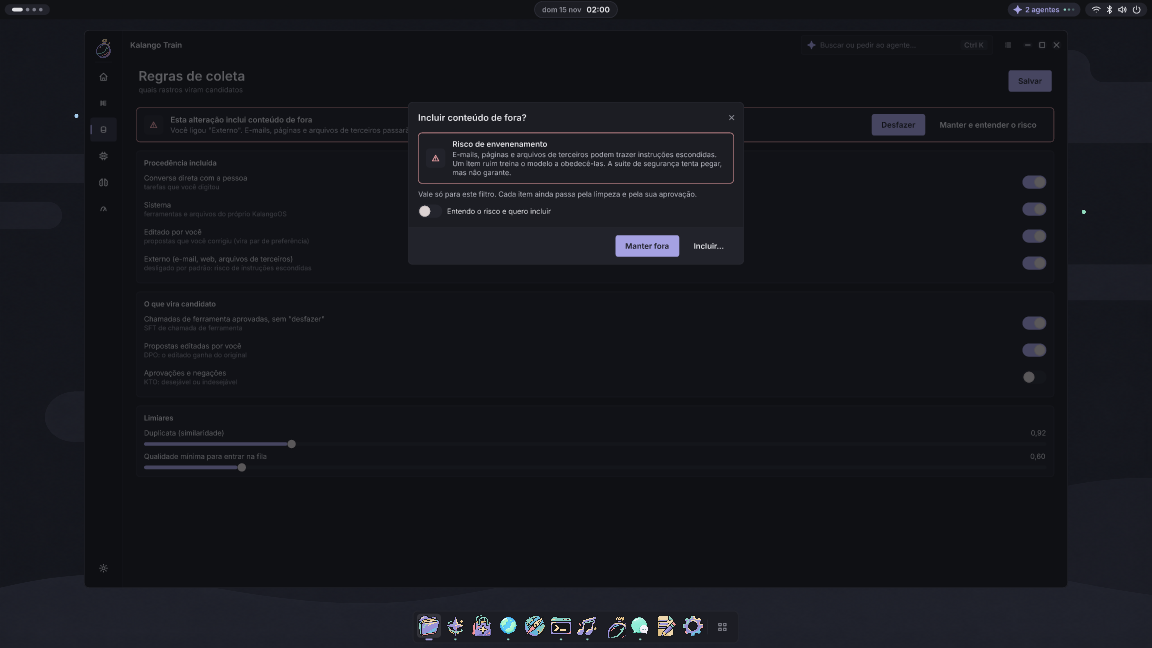 dom 15 nov 02:00
2 agentes
Kalango Train
Buscar ou pedir ao agente...
Ctrl K
Regras de coleta
quais rastros viram candidatos
Salvar
Esta alteração inclui conteúdo de fora
Você ligou "Externo". E-mails, páginas e arquivos de terceiros passará
Desfazer
Manter e entender o risco
Incluir conteúdo de fora?
Risco de envenenamento
E-mails, páginas e arquivos de terceiros podem trazer instruções escondidas.
Um item ruim treina o modelo a obedecê-las. A suíte de segurança tenta pegar,
mas não garante.
Vale só para este filtro. Cada item ainda passa pela limpeza e pela sua aprovação.
Entendo o risco e quero incluir
Manter fora
Incluir...
Procedência incluída
Conversa direta com a pessoa
tarefas que você digitou
Sistema
ferramentas e arquivos do próprio KalangoOS
Editado por você
propostas que você corrigiu (vira par de preferência)
Externo (e-mail, web, arquivos de terceiros)
desligado por padrão: risco de instruções escondidas
O que vira candidato
Chamadas de ferramenta aprovadas, sem "desfazer"
SFT de chamada de ferramenta
Propostas editadas por você
DPO: o editado ganha do original
Aprovações e negações
KTO: desejável ou indesejável
Limiares
Duplicata (similaridade)
0,92
Qualidade mínima para entrar na fila
0,60